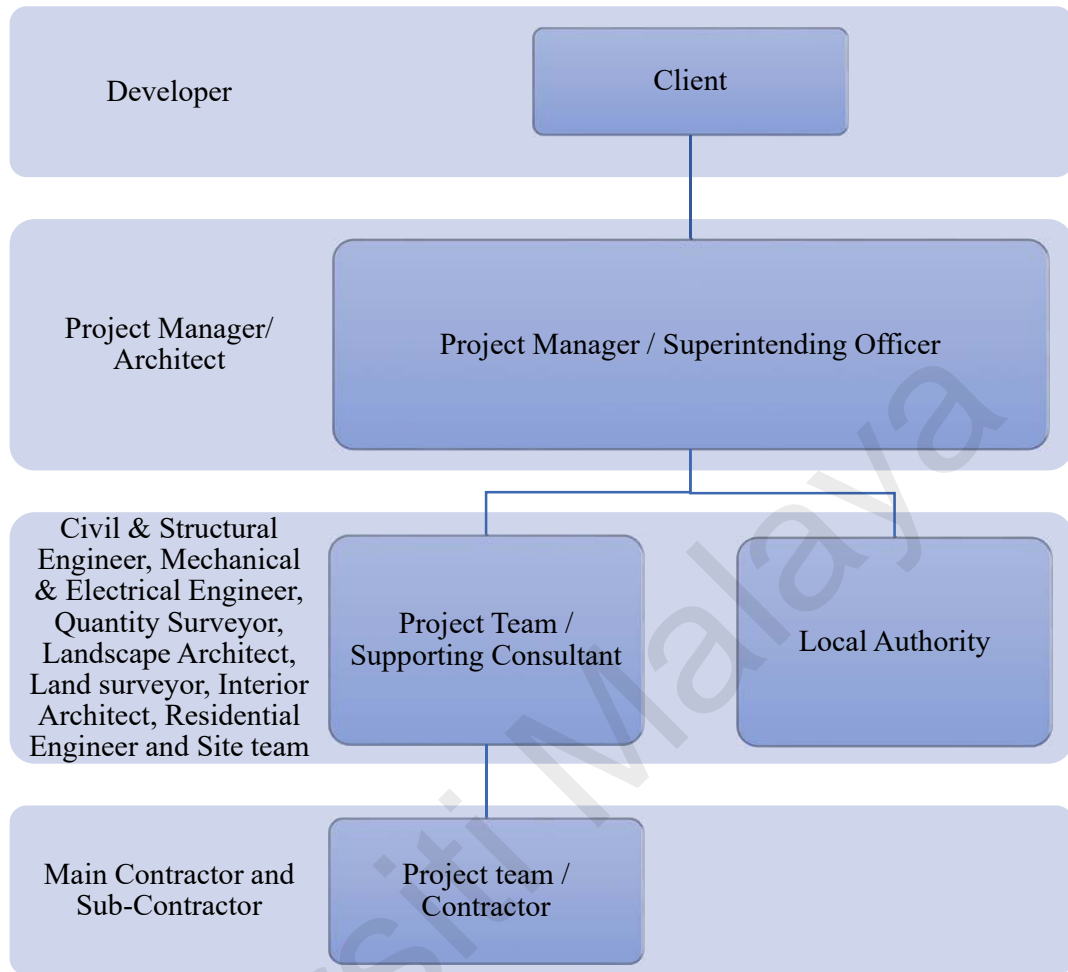 Developer
Client
Project Manager/
Architect
Project Manager / Superintending Officer
Civil & Structural
Engineer, Mechanical
& Electrical Engineer,
Quantity Surveyor,
Landscape Architect,
Land surveyor, Interior
Architect, Residential
Engineer and Site team
Project Team /
Supporting Consultant
Local Authority
Main Contractor and
Sub-Contractor
Project team /
Contractor
siti Malaya